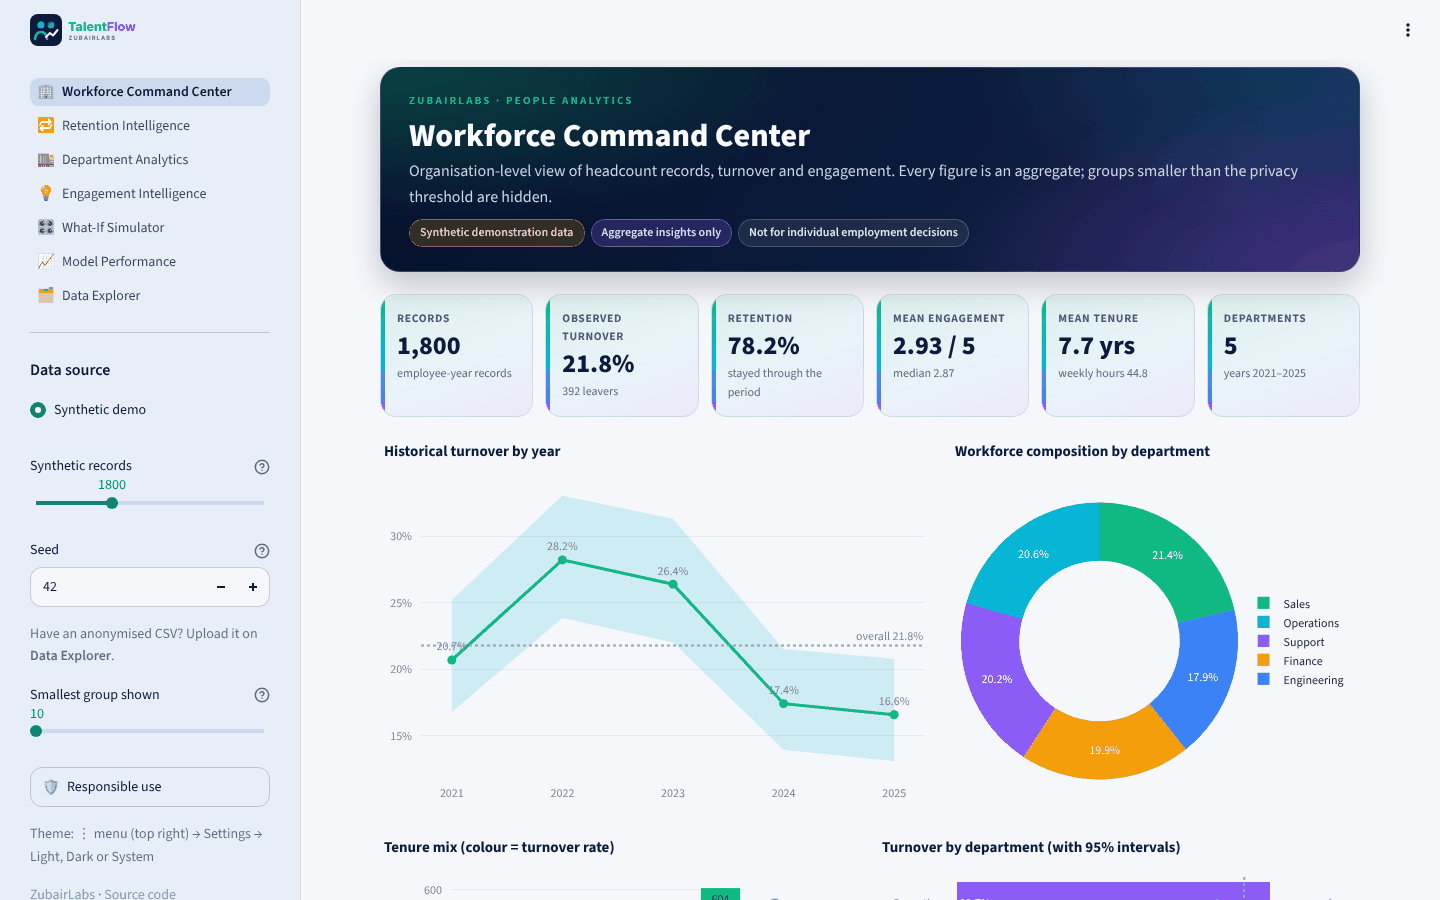 TalentFlow
ZUBAIRLABS
Workforce Command Center
Retention Intelligence
Department Analytics
Engagement Intelligence
What-If Simulator
Model Performance
Data Explorer
Data source
Synthetic demo
Synthetic records
1800
Seed
42
Have an anonymised CSV? Upload it on
Data Explorer.
Smallest group shown
10
Responsible use
Theme: ⋮ menu (top right) → Settings →
Light, Dark or System
ZubairLabs · Source code
ZUBAIRLABS · PEOPLE ANALYTICS
Workforce Command Center
Organisation-level view of headcount records, turnover and engagement. Every figure is an aggregate; groups smaller than the privacy
threshold are hidden.
Synthetic demonstration data
Aggregate insights only
Not for individual employment decisions
RECORDS
1,800
employee-year records
OBSERVED
TURNOVER
21.8%
392 leavers
RETENTION
78.2%
stayed through the
period
MEAN ENGAGEMENT
2.93 / 5
median 2.87
MEAN TENURE
7.7 yrs
weekly hours 44.8
DEPARTMENTS
5
years 2021–2025
Historical turnover by year
30%
25%
20%
15%
20.7%
28.2%
26.4%
17.4%
16.6%
overall 21.8%
2021
2022
2023
2024
2025
Workforce composition by department
20.6%
21.4%
20.2%
17.9%
19.9%
Sales
Operations
Support
Finance
Engineering
Tenure mix (colour = turnover rate)
600
Turnover by department (with 95% intervals)